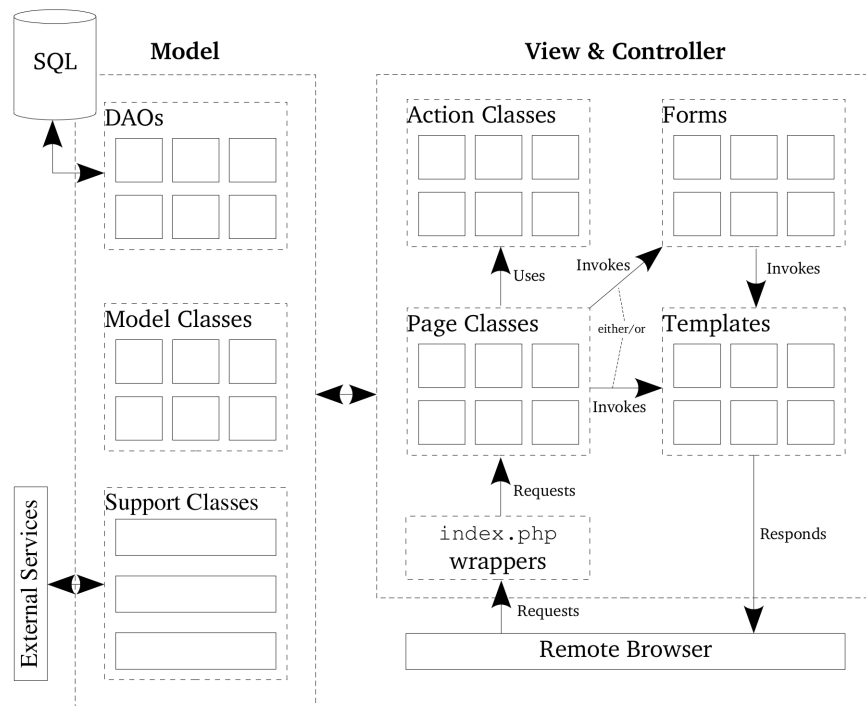 SQL
Model
View & Controller
DAOs
Action Classes
Forms
Uses
Invokes
Invokes
Model Classes
Page Classes
either/or
Templates
Invokes
Support Classes
Requests
index.php
wrappers
Responds
External Services
Requests
Remote Browser